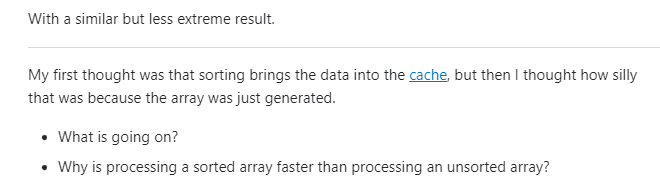 With a similar but less extreme result.
My first thought was that sorting brings the data into the cache, but then I thought how silly
that was because the array was just generated.
• What is going on?
• Why is processing a sorted array faster than processing an unsorted array?